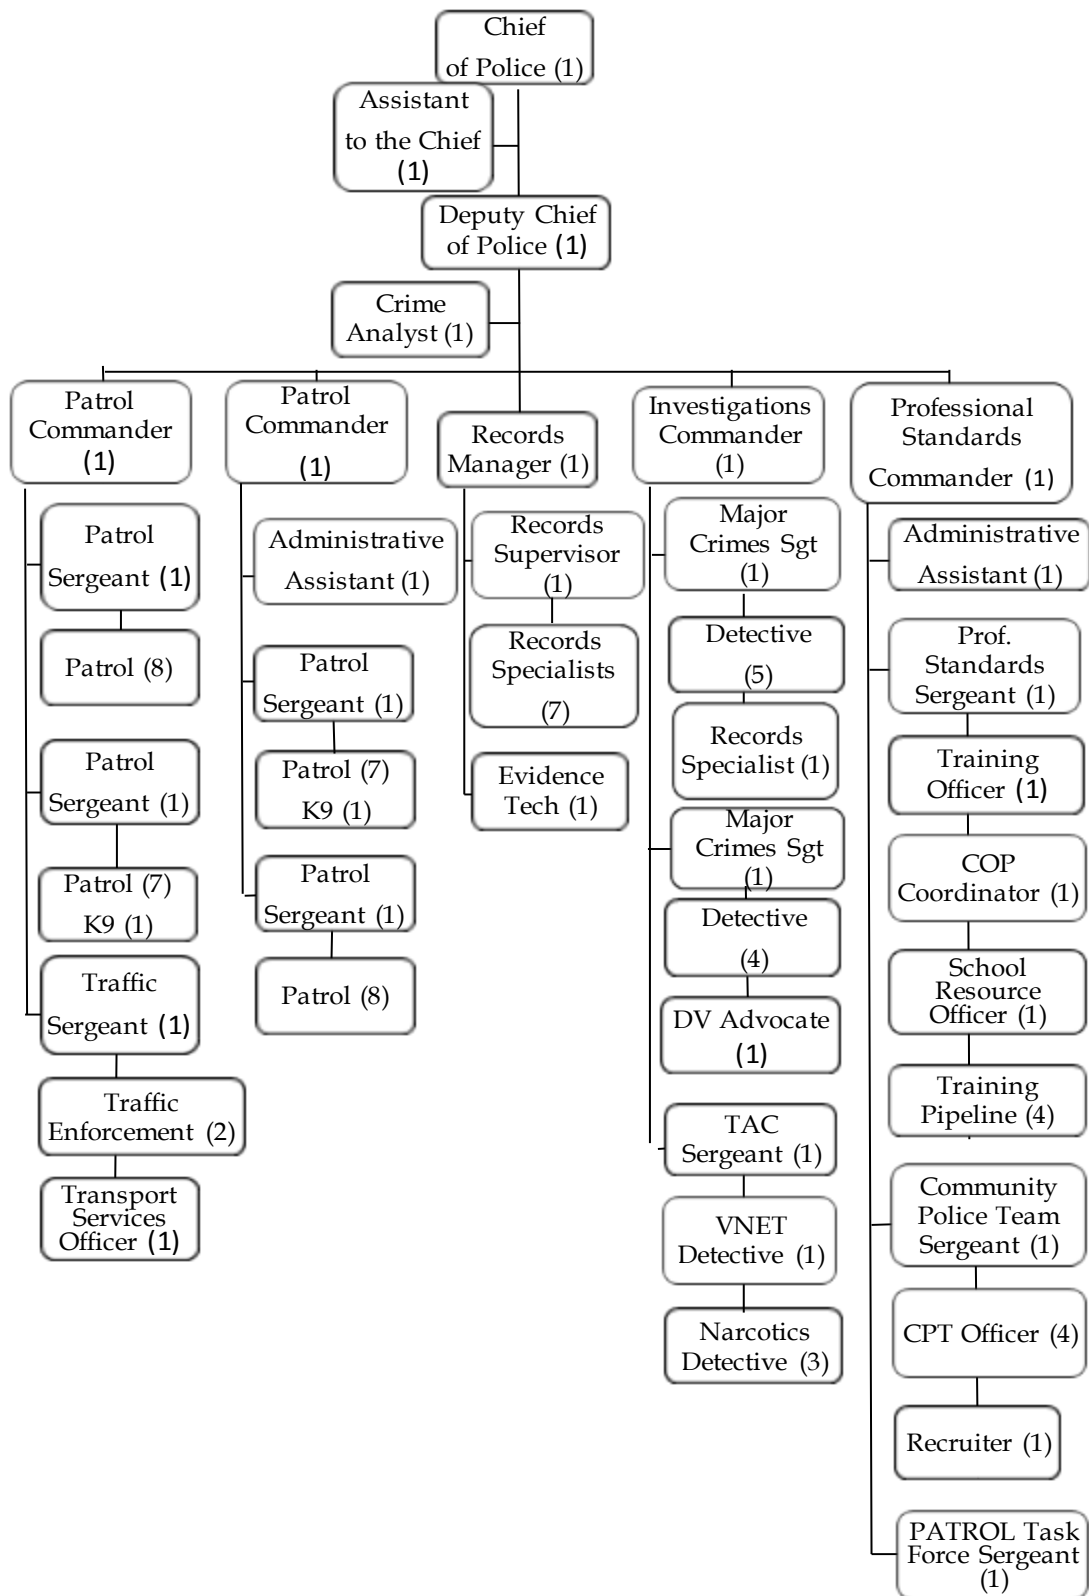 Chief
of Police (1)
Assistant
to the Chief
(1)
Deputy Chief
of Police (1)
Crime
Analyst (1)
Patrol
Commander
(1)
Patrol
Sergeant (1)
Patrol (8)
Patrol
Sergeant (1)
Patrol (7)
K9 (1)
Traffic
Sergeant (1)
Traffic
Enforcement (2)
Transport
Services
Officer (1)
Patrol
Commander
(1)
Administrative
Assistant (1)
Patrol
Sergeant (1)
Patrol (7)
K9 (1)
Patrol
Sergeant (1)
Patrol (8)
Records
Manager (1)
Records
Supervisor
(1)
Records
Specialists
(7)
Evidence
Tech (1)
Investigations
Commander
(1)
Major
Crimes Sgt
(1)
Detective
(5)
Records
Specialist (1)
Major
Crimes Sgt
(1)
Detective
(4)
DV Advocate
(1)
TAC
Sergeant (1)
VNET
Detective (1)
Narcotics
Detective (3)
Professional
Standards
Commander (1)
Administrative
Assistant (1)
Prof.
Standards
Sergeant (1)
Training
Officer (1)
COP
Coordinator (1)
School
Resource
Officer (1)
Training
Pipeline (4)
Community
Police Team
Sergeant (1)
CPT Officer (4)
Recruiter (1)
PATROL Task
Force Sergeant
(1)